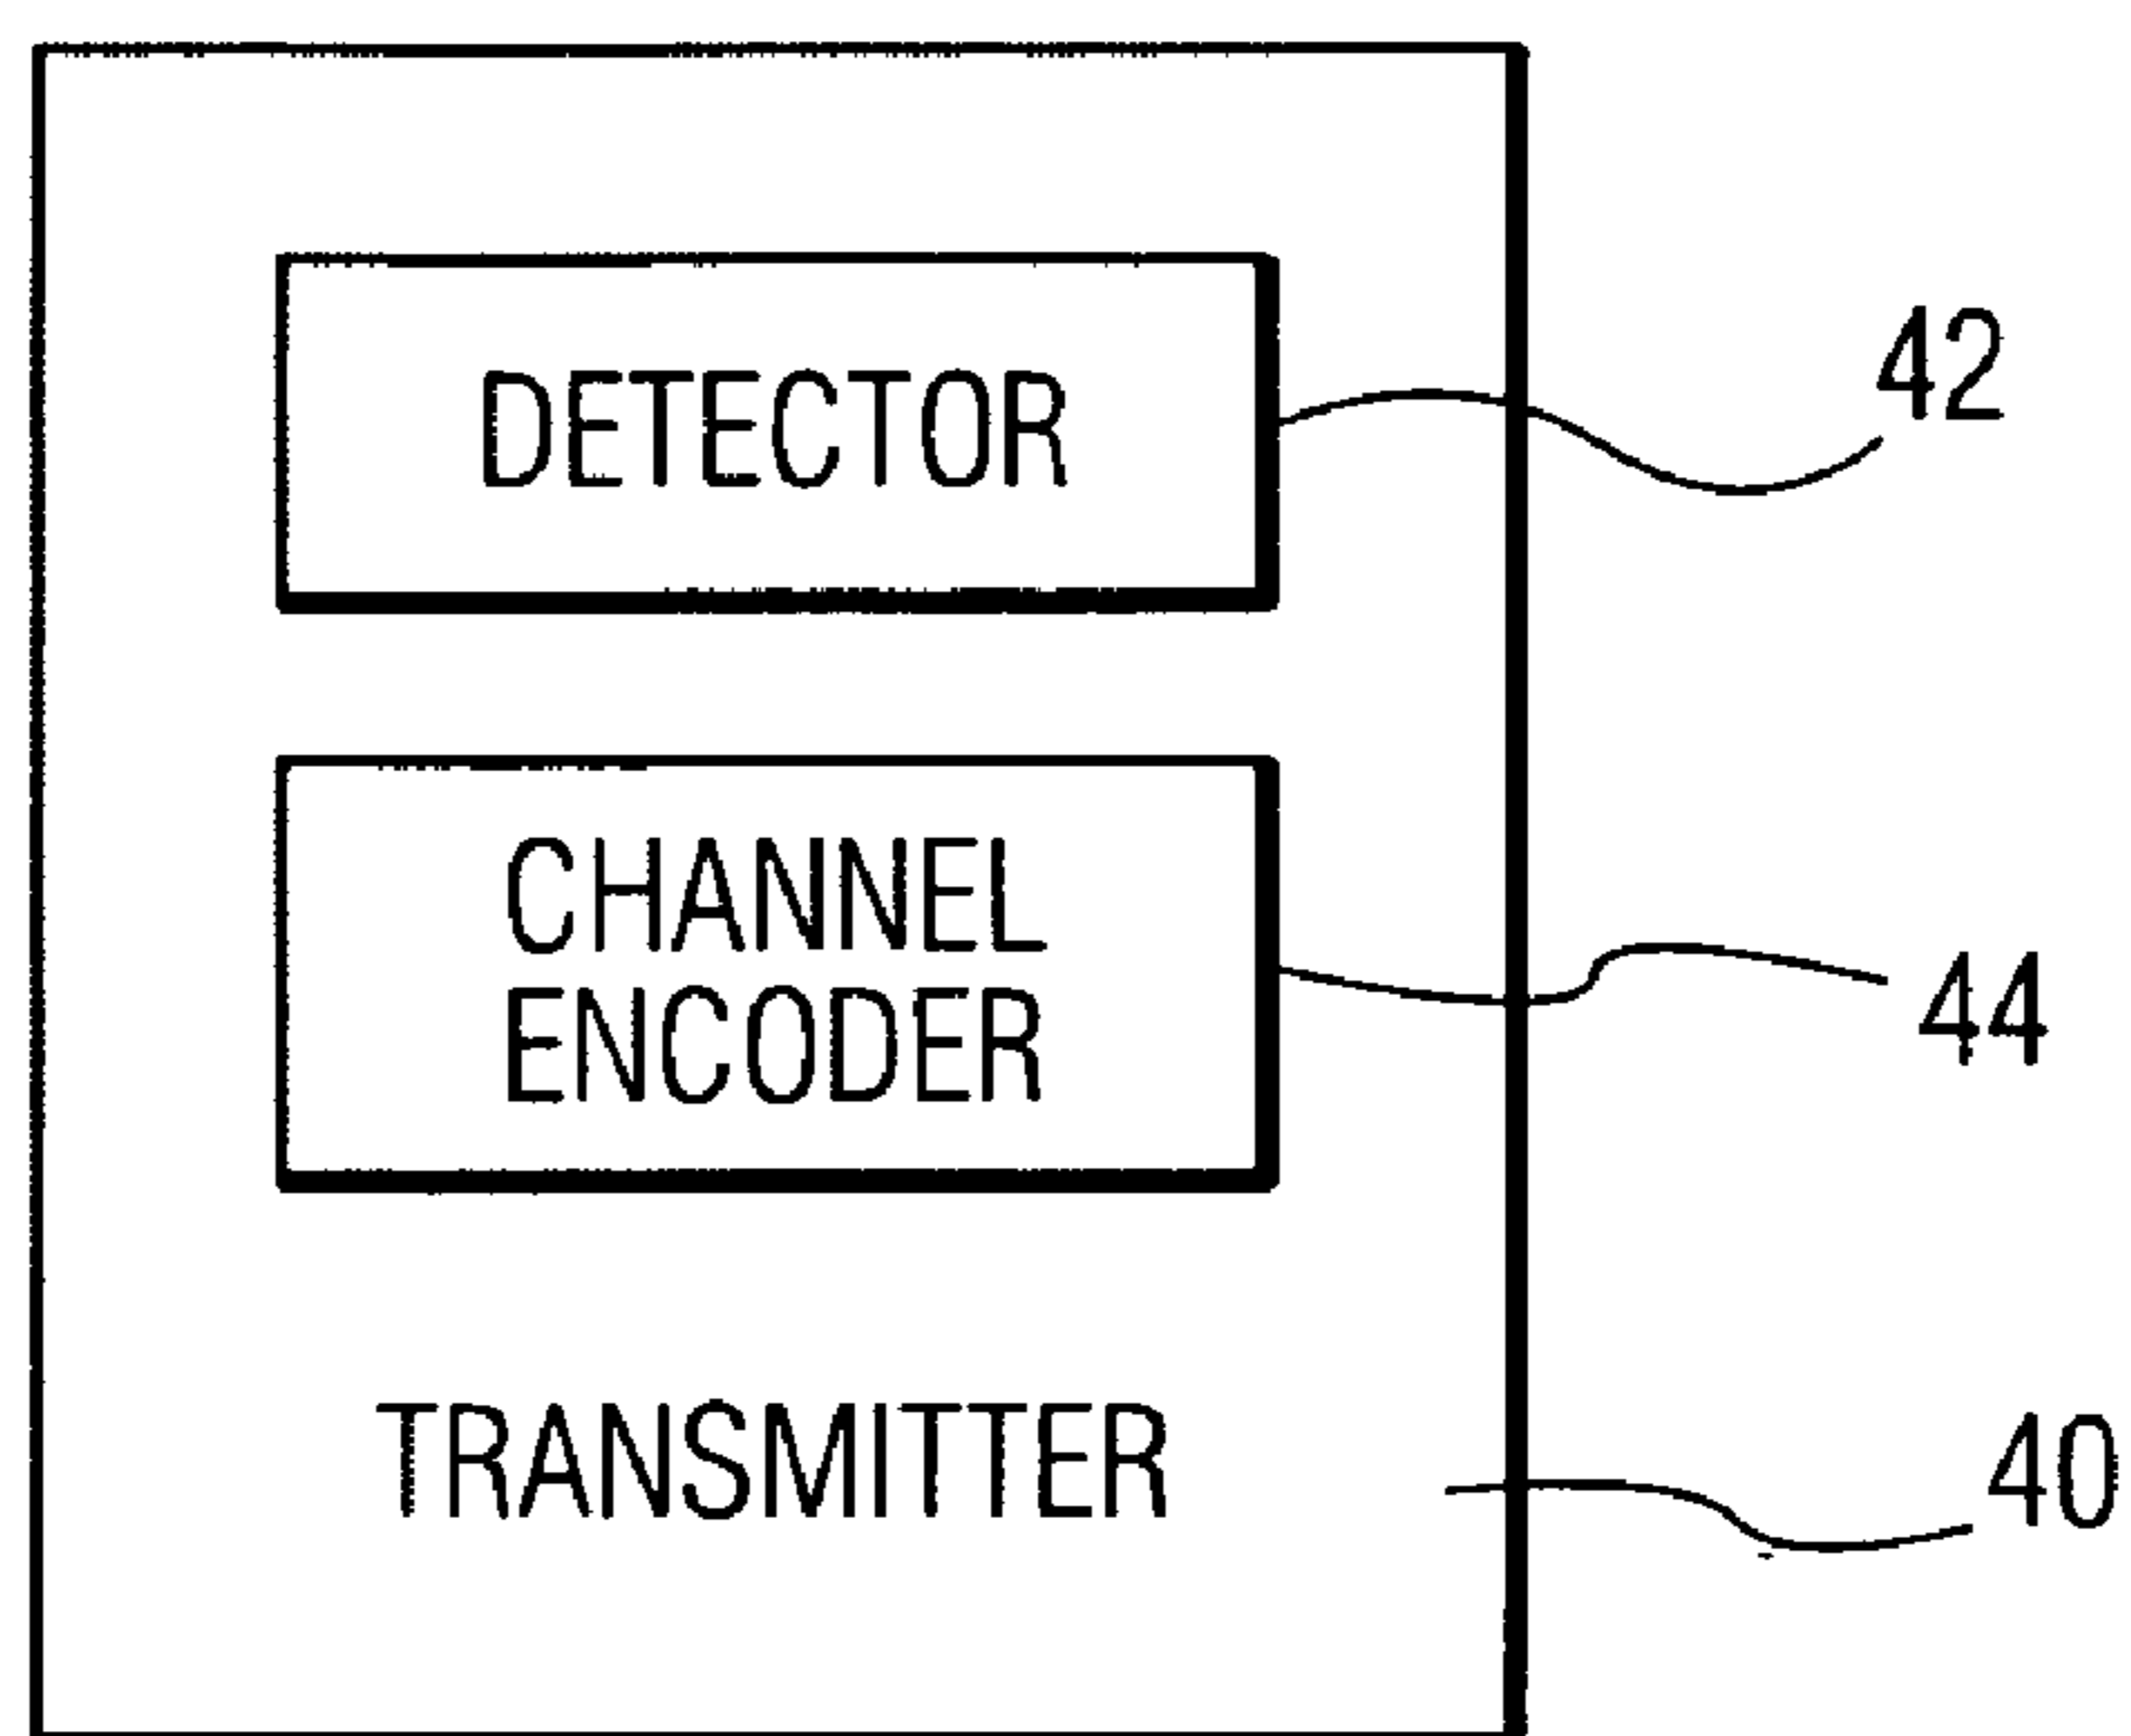 DETECTOR
42
CHANNEL
ENCODER
44
TRANSMITTER
40